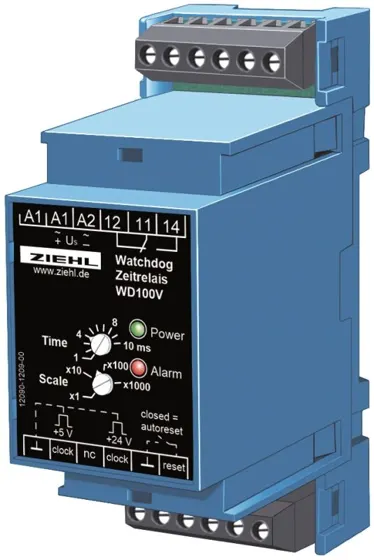 A1 A1 A2 12 11 14
~ + Us ~ −
ZIEHL
www.ziehl.de
Watchdog
Zeitrelais
WD100V
Time
1
4
8
10 ms
Power
Scale
x1
x10
x100
x1000
Alarm
12090-1209-00
+5 V
+24 V
closed =
autoreset
clock nc clock reset